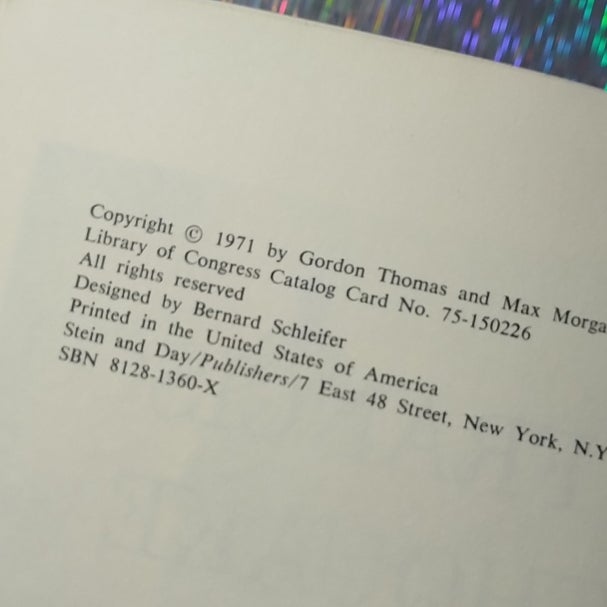 Copyright © 1971 by Gordon Thomas and Max Morga
Library of Congress Catalog Card No. 75-150226
All rights reserved
Designed by Bernard Schleifer
Printed in the United States of America
Stein and Day/Publishers/7 East 48 Street, New York, N.Y
SBN 8128-1360-X